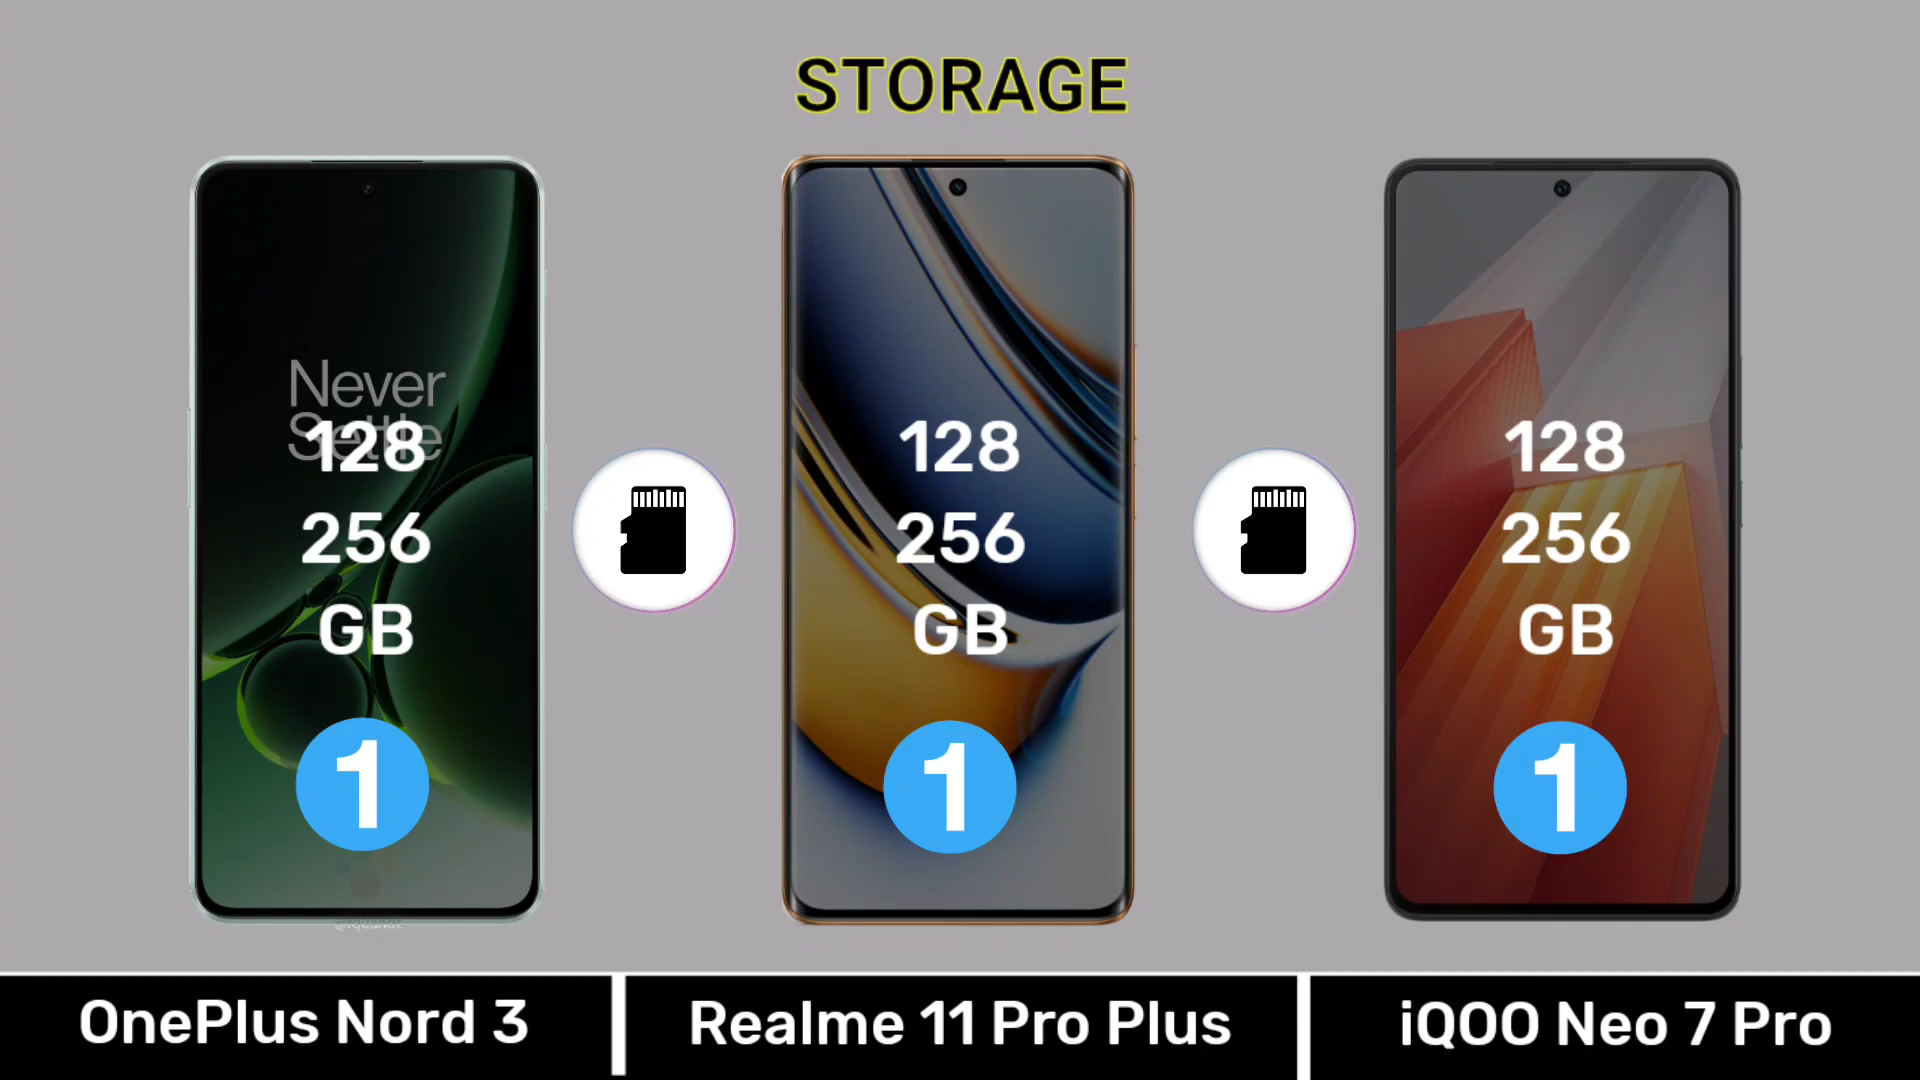 STORAGE
Never
Settle
128
256
GB
1
128
256
GB
1
128
256
GB
1
OnePlus Nord 3
Realme 11 Pro Plus
iQOO Neo 7 Pro